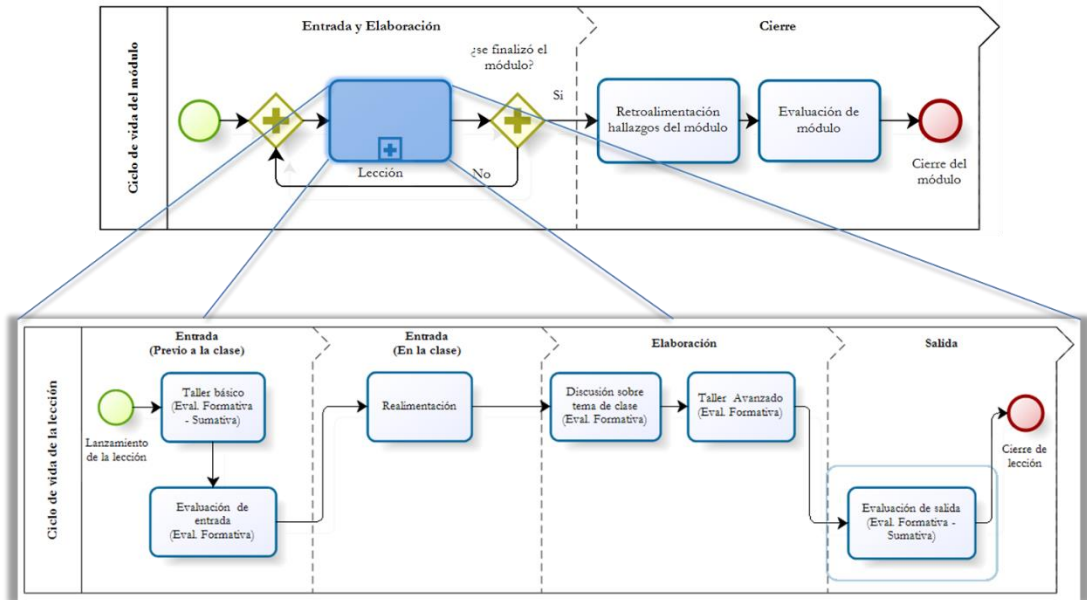 Ciclo de vida del módulo
Entrada y Elaboración
Cierre
¿se finalizó el
módulo?
Si
No
Lección
Retroalimentación
hallazgos del módulo
Evaluación de
módulo
Cierre del
módulo
Ciclo de vida de la lección
Entrada
(Previo a la clase)
Entrada
(En la clase)
Elaboración
Salida
Lanzamiento
de la lección
Taller básico
(Eval. Formativa
- Sumativa)
Evaluación de
entrada
(Eval. Formativa)
Realimentación
Discusión sobre
tema de clase
(Eval. Formativa)
Taller Avanzado
(Eval. Formativa)
Evaluación de salida
(Eval. Formativa -
Sumativa)
Cierre de
lección